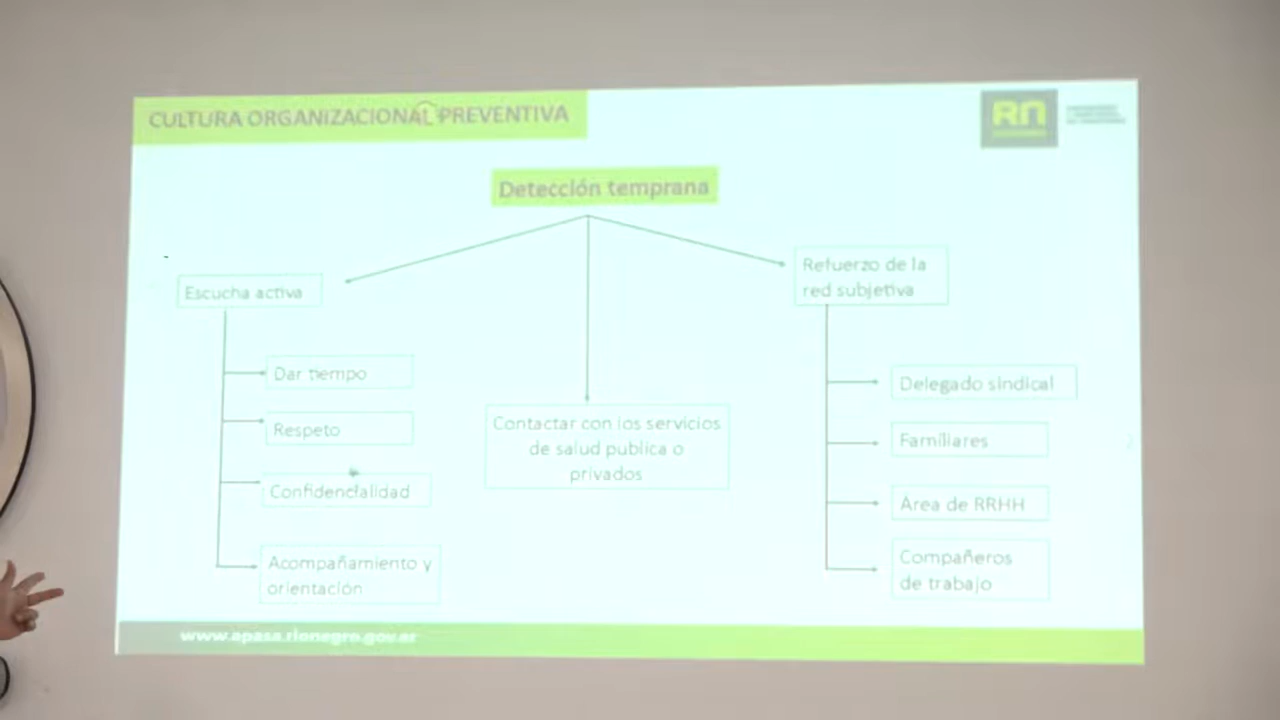 CULTURA ORGANIZACIONAL PREVENTIVA
RN
Detección temprana
Escucha activa
Dar tiempo
Respeto
Confidencialidad
Acompañamiento y
orientación
Contactar con los servicios
de salud publica o
privados
Refuerzo de la
red subjetiva
Delegado sindical
Familiares
Area de RRHH
Compañeros
de trabajo
www.apasa.rionegro.gov.ar